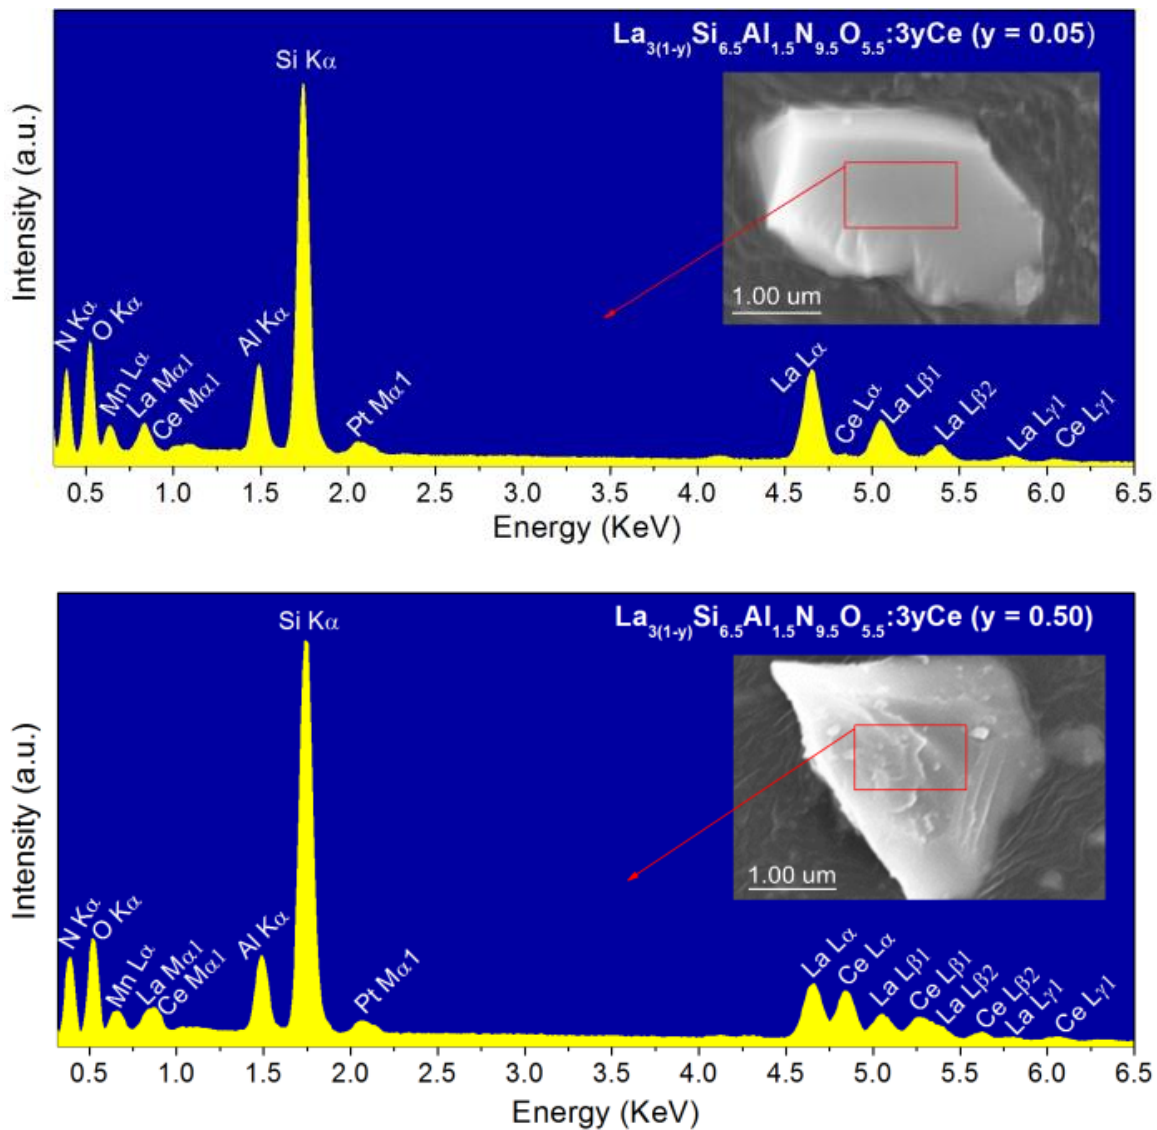 La3(1-y)Si6.5Al1.5N9.5O5.5:3yCe (y = 0.05)
Si Kα
Intensity (a.u.)
1.00 um
N Kα
O Kα
Mn Lα
La Mα1
Ce Mα1
Al Kα
Pt Mα1
La Lα
Ce Lα
La Lβ1
La Lβ2
La Lγ1
Ce Lγ1
0.5 1.0 1.5 2.0 2.5 3.0 3.5 4.0 4.5 5.0 5.5 6.0 6.5
Energy (KeV)
La3(1-y)Si6.5Al1.5N9.5O5.5:3yCe (y = 0.50)
Si Kα
Intensity (a.u.)
1.00 um
N Kα
O Kα
Mn Lα
La Mα1
Ce Mα1
Al Kα
Pt Mα1
La Lα
Ce Lα
La Lβ1
Ce Lβ1
La Lβ2
Ce Lβ2
La Lγ1
Ce Lγ1
0.5 1.0 1.5 2.0 2.5 3.0 3.5 4.0 4.5 5.0 5.5 6.0 6.5
Energy (KeV)